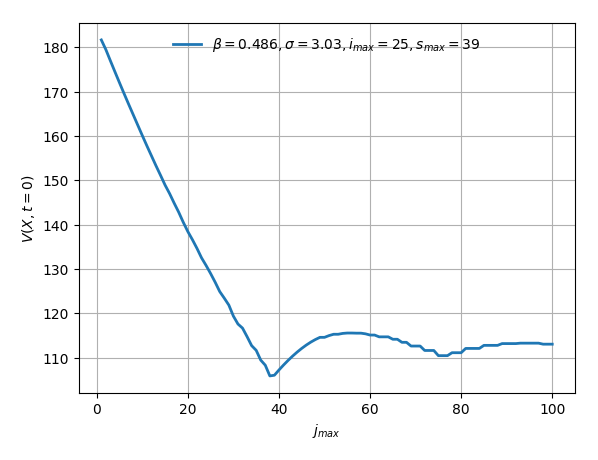 β = 0.486, σ = 3.03, i_max = 25, s_max = 39
V(X, t = 0)
180
170
160
150
140
130
120
110
0 20 40 60 80 100
j_max